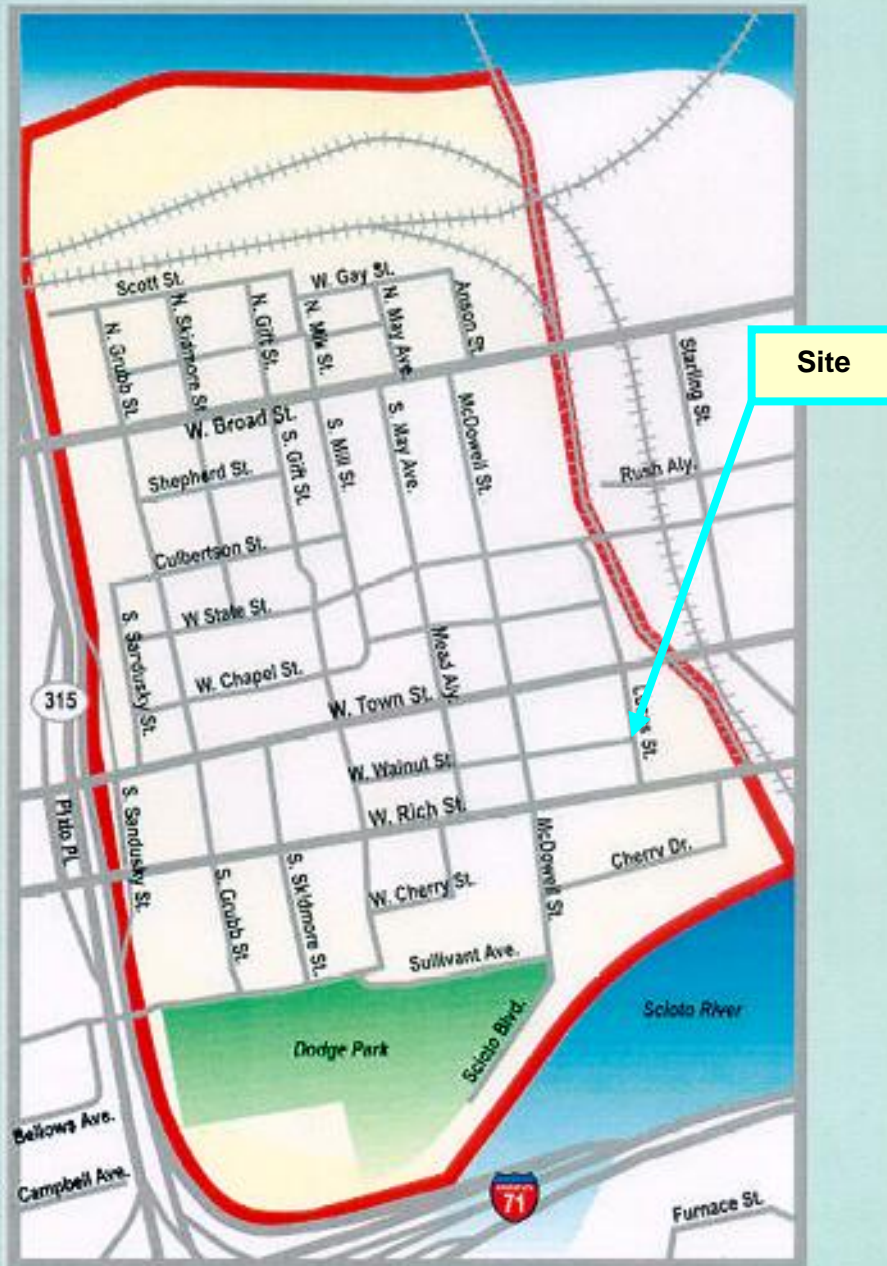 Scott St.
W. Gay St.
N. Grubb St.
N. Skidmore St.
N. Gift St.
N. Milk St.
N. May Ave.
Anson St.
Starling St.
Site
W. Broad St.
S. Gift St.
S. Mill St.
S. May Ave.
McDowell St.
Shepherd St.
Rush Aly.
Culbertson St.
W State St.
S. Sandusky St.
Mead Aly.
W. Chapel St.
315
W. Town St.
W. Walnut St.
W. Rich St.
Pizio Pl.
S. Sandusky St.
McDowell St.
Cherry Dr.
S. Grubb St.
S. Skidmore St.
W. Cherry St.
Sullivant Ave.
Scioto River
Dodge Park
Scioto Blvd.
Bellows Ave.
Campbell Ave.
71
Furnace St.